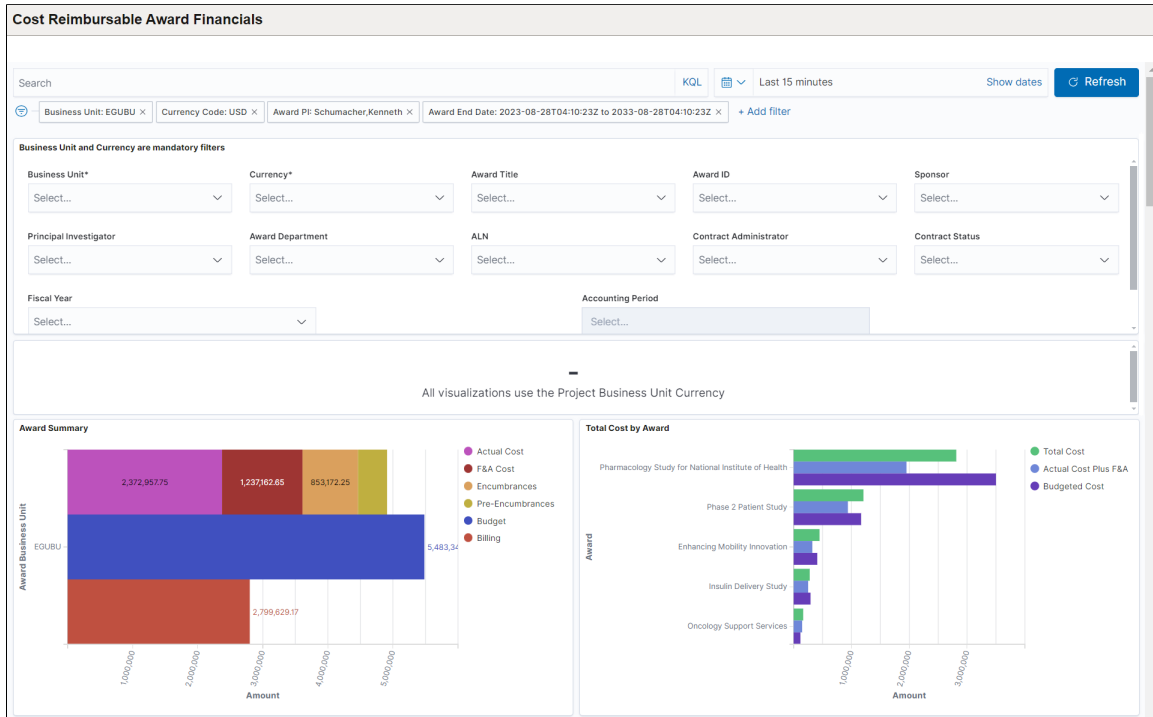 Cost Reimbursable Award Financials
Search KQL Last 15 minutes Show dates Refresh
Business Unit: EGUBU × Currency Code: USD × Award PI: Schumacher,Kenneth × Award End Date: 2023-08-28T04:10:23Z to 2033-08-28T04:10:23Z × + Add filter
Business Unit and Currency are mandatory filters
Business Unit* Currency* Award Title Award ID Sponsor
Select... Select... Select... Select... Select...
Principal Investigator Award Department ALN Contract Administrator Contract Status
Select... Select... Select... Select... Select...
Fiscal Year Accounting Period
Select... Select...
-
All visualizations use the Project Business Unit Currency
Award Summary
Award Business Unit
EGUBU
2,372,957.75 1,237,162.65 853,172.25
5,483,34
2,799,629.17
1,000,000 2,000,000 3,000,000 4,000,000 5,000,000
Amount
Actual Cost
F&A Cost
Encumbrances
Pre-Encumbrances
Budget
Billing
Total Cost by Award
Award
Pharmacology Study for National Institute of Health
Phase 2 Patient Study
Enhancing Mobility Innovation
Insulin Delivery Study
Oncology Support Services
1,000,000 2,000,000 3,000,000
Amount
Total Cost
Actual Cost Plus F&A
Budgeted Cost